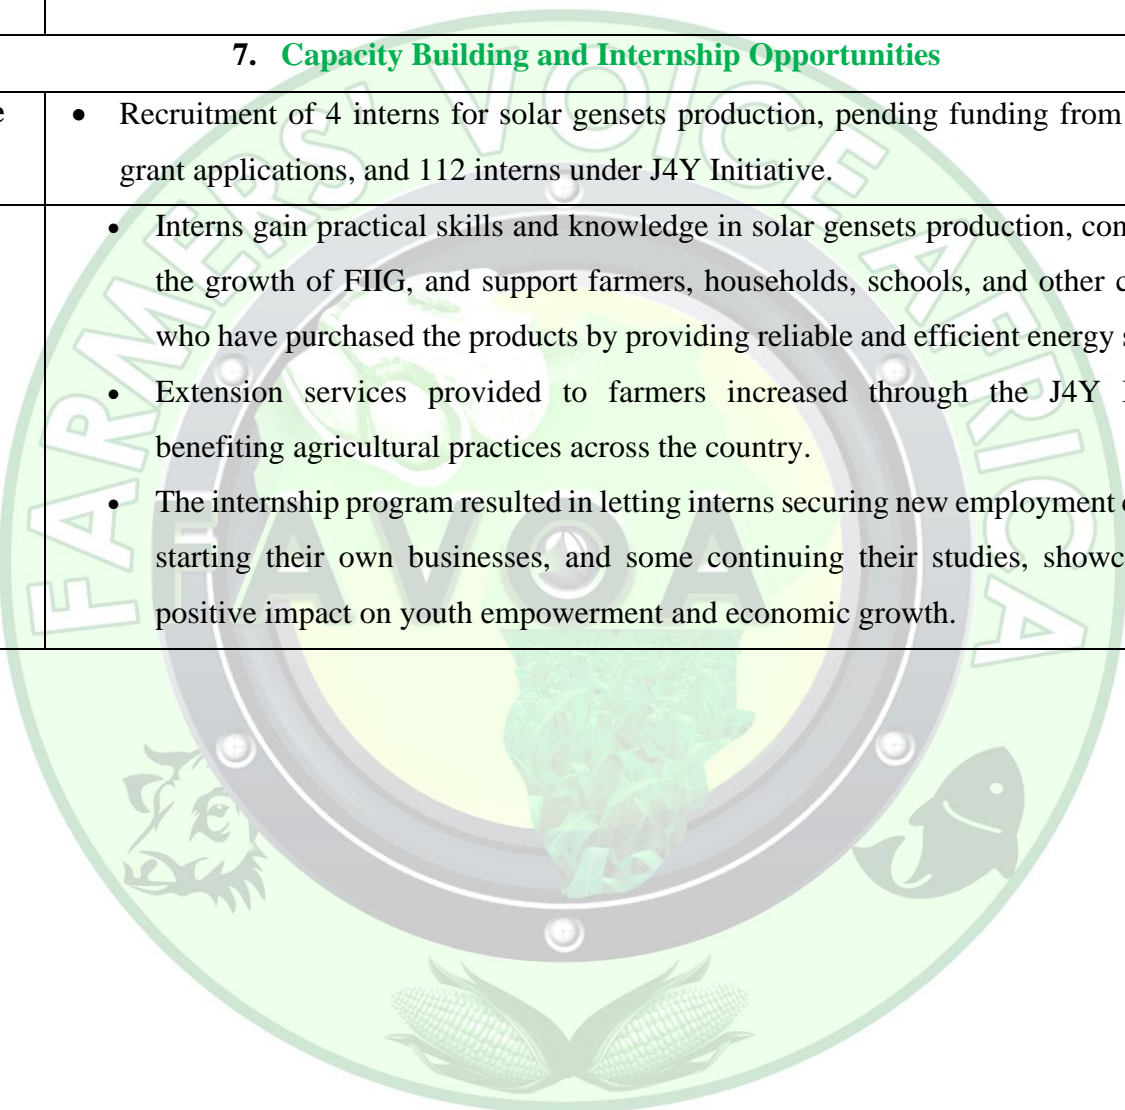 7. Capacity Building and Internship Opportunities
• Recruitment of 4 interns for solar gensets production, pending funding from
grant applications, and 112 interns under J4Y Initiative.
• Interns gain practical skills and knowledge in solar gensets production,
the growth of FIIG, and support farmers, households, schools, and other
who have purchased the products by providing reliable and efficient energy
• Extension services provided to farmers increased through the J4Y
benefiting agricultural practices across the country.
• The internship program resulted in letting interns securing new employment
starting their own businesses, and some continuing their studies,
positive impact on youth empowerment and economic growth.
FARMERS VOICE AFRICA
FAVOA